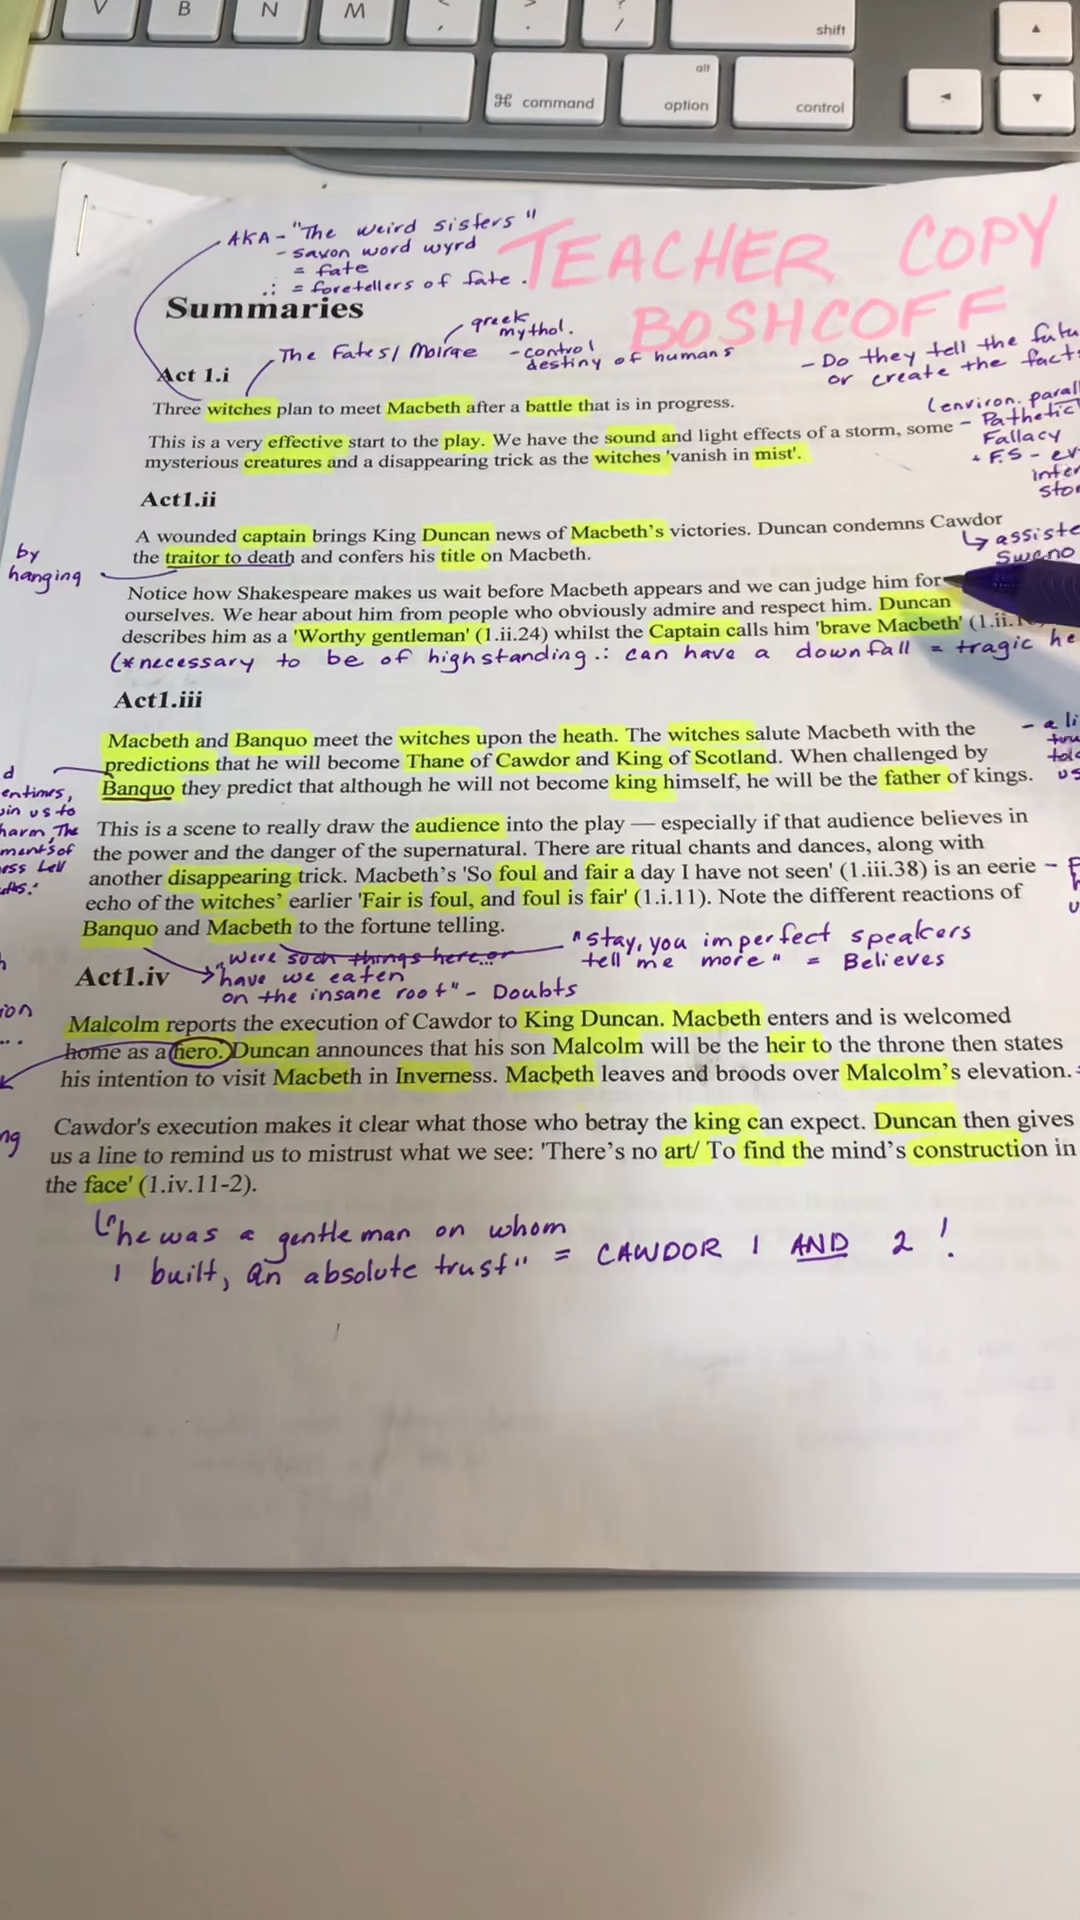 V B N M < , > . ? / shift
⌘ command alt option control
AKA - "The weird sisters"
- saxon word wyrd
= fate
∴ = foretellers of fate.
TEACHER COPY
BOSHCOFF
Summaries
greek mythol.
The Fates/ Moirae
- control destiny of humans
- Do they tell the
or create the
Act 1.i
Three witches plan to meet Macbeth after a battle that is in progress.
This is a very effective start to the play. We have the sound and light effects of a storm, some
mysterious creatures and a disappearing trick as the witches 'vanish in mist'.
(environ.
- Pathetic
Fallacy
+ F.S -
Act1.ii
A wounded captain brings King Duncan news of Macbeth's victories. Duncan condemns Cawdor
the traitor to death and confers his title on Macbeth.
by
hanging
Notice how Shakespeare makes us wait before Macbeth appears and we can judge him for
ourselves. We hear about him from people who obviously admire and respect him. Duncan
describes him as a 'Worthy gentleman' (1.ii.24) whilst the Captain calls him 'brave Macbeth'
(*necessary to be of high standing ∴ can have a downfall = tragic
Act1.iii
Macbeth and Banquo meet the witches upon the heath. The witches salute Macbeth with the
predictions that he will become Thane of Cawdor and King of Scotland. When challenged by
Banquo they predict that although he will not become king himself, he will be the father of kings.
us to
harm, The
This is a scene to really draw the audience into the play — especially if that audience believes in
the power and the danger of the supernatural. There are ritual chants and dances, along with
another disappearing trick. Macbeth's 'So foul and fair a day I have not seen' (1.iii.38) is an eerie
echo of the witches' earlier 'Fair is foul, and foul is fair' (1.i.11). Note the different reactions of
Banquo and Macbeth to the fortune telling.
"were such things here...or
have we eaten
on the insane root" - Doubts
"stay, you imperfect speakers
tell me more" = Believes
Act1.iv
Malcolm reports the execution of Cawdor to King Duncan. Macbeth enters and is welcomed
home as a hero. Duncan announces that his son Malcolm will be the heir to the throne then states
his intention to visit Macbeth in Inverness. Macbeth leaves and broods over Malcolm's elevation.
Cawdor's execution makes it clear what those who betray the king can expect. Duncan then gives
us a line to remind us to mistrust what we see: 'There's no art/ To find the mind's construction in
the face' (1.iv.11-2).
"he was a gentleman on whom
I built, an absolute trust" = CAWDOR 1 AND 2 !